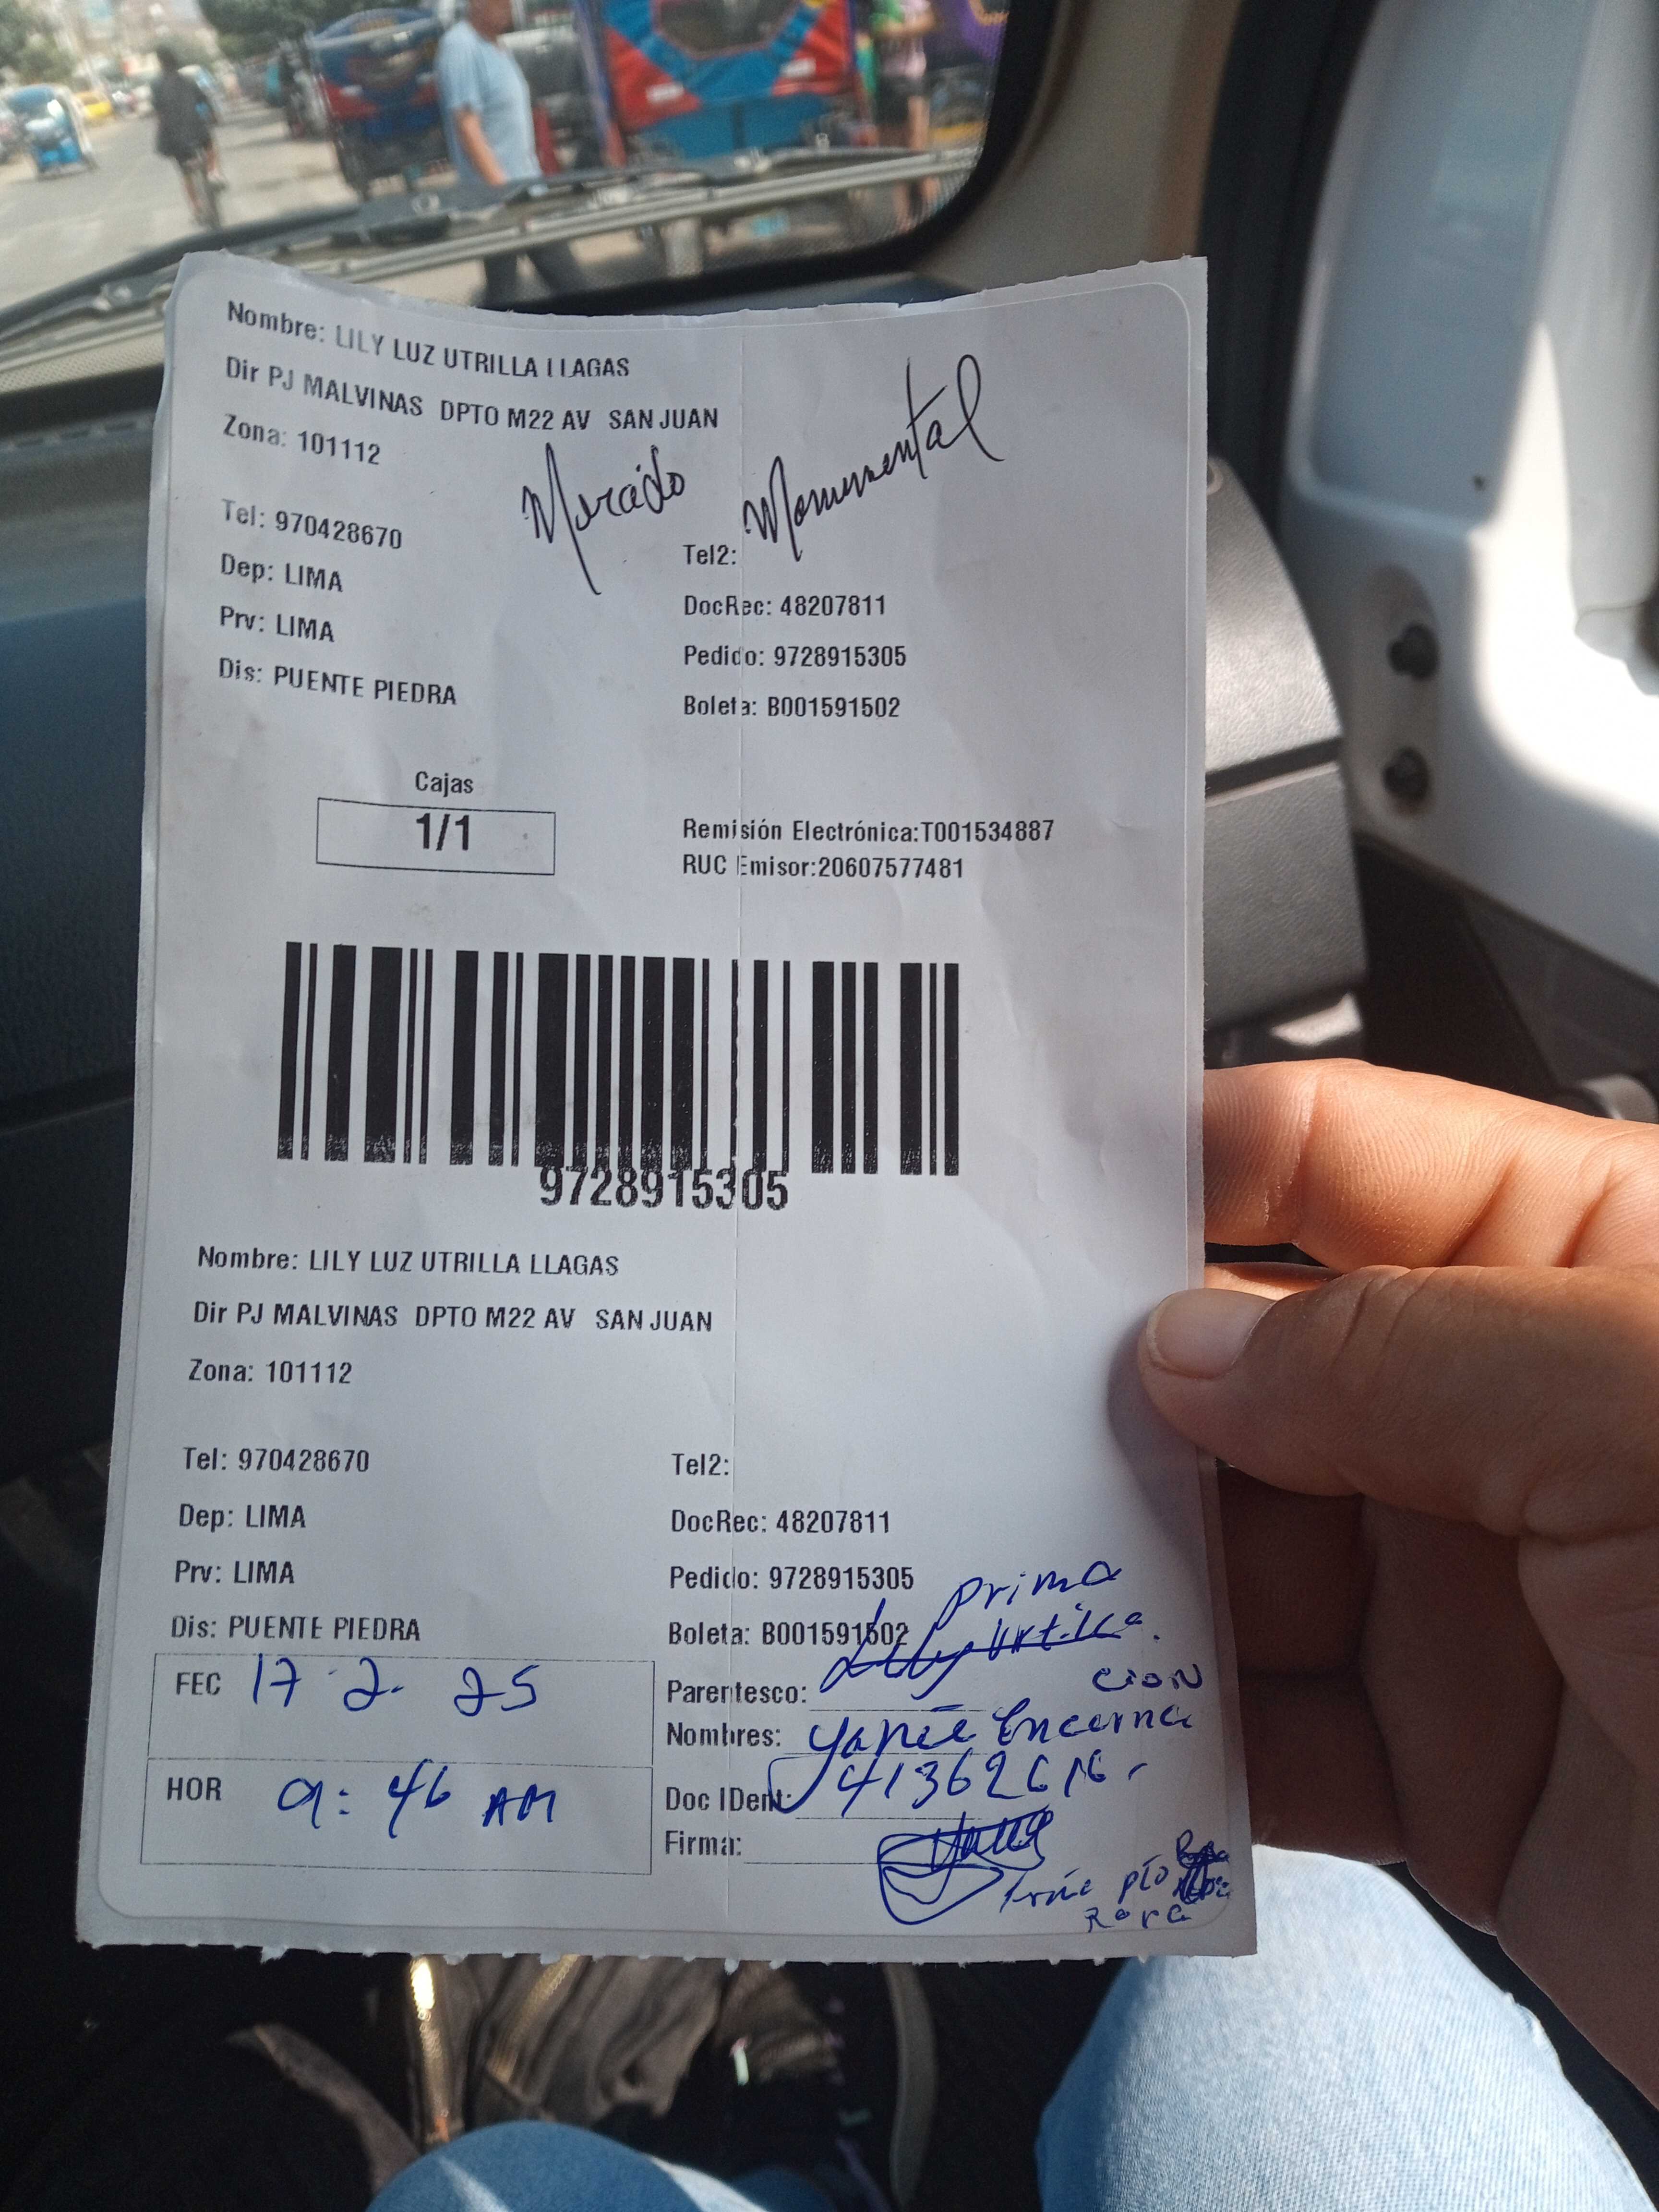 Nombre: LILY LUZ UTRILLA LLAGAS
Dir PJ MALVINAS DPTO M22 AV SAN JUAN
Zona: 101112
Mercado Monumental
Tel: 970428670
Tel2:
Dep: LIMA
DocRec: 48207811
Prv: LIMA
Pedido: 9728915305
Dis: PUENTE PIEDRA
Boleta: B001591502
Cajas
1/1
Remisión Electrónica:T001534887
RUC Emisor:20607577481
9728915305
Nombre: LILY LUZ UTRILLA LLAGAS
Dir PJ MALVINAS DPTO M22 AV SAN JUAN
Zona: 101112
Tel: 970428670
Tel2:
Dep: LIMA
DocRec: 48207811
Prv: LIMA
Pedido: 9728915305
Dis: PUENTE PIEDRA
Boleta: B001591502
prima
FEC 17 2. 25
Parentesco:
cion
Nombres: Encarna
HOR 9:46 AM
Doc IDent:
Firma: